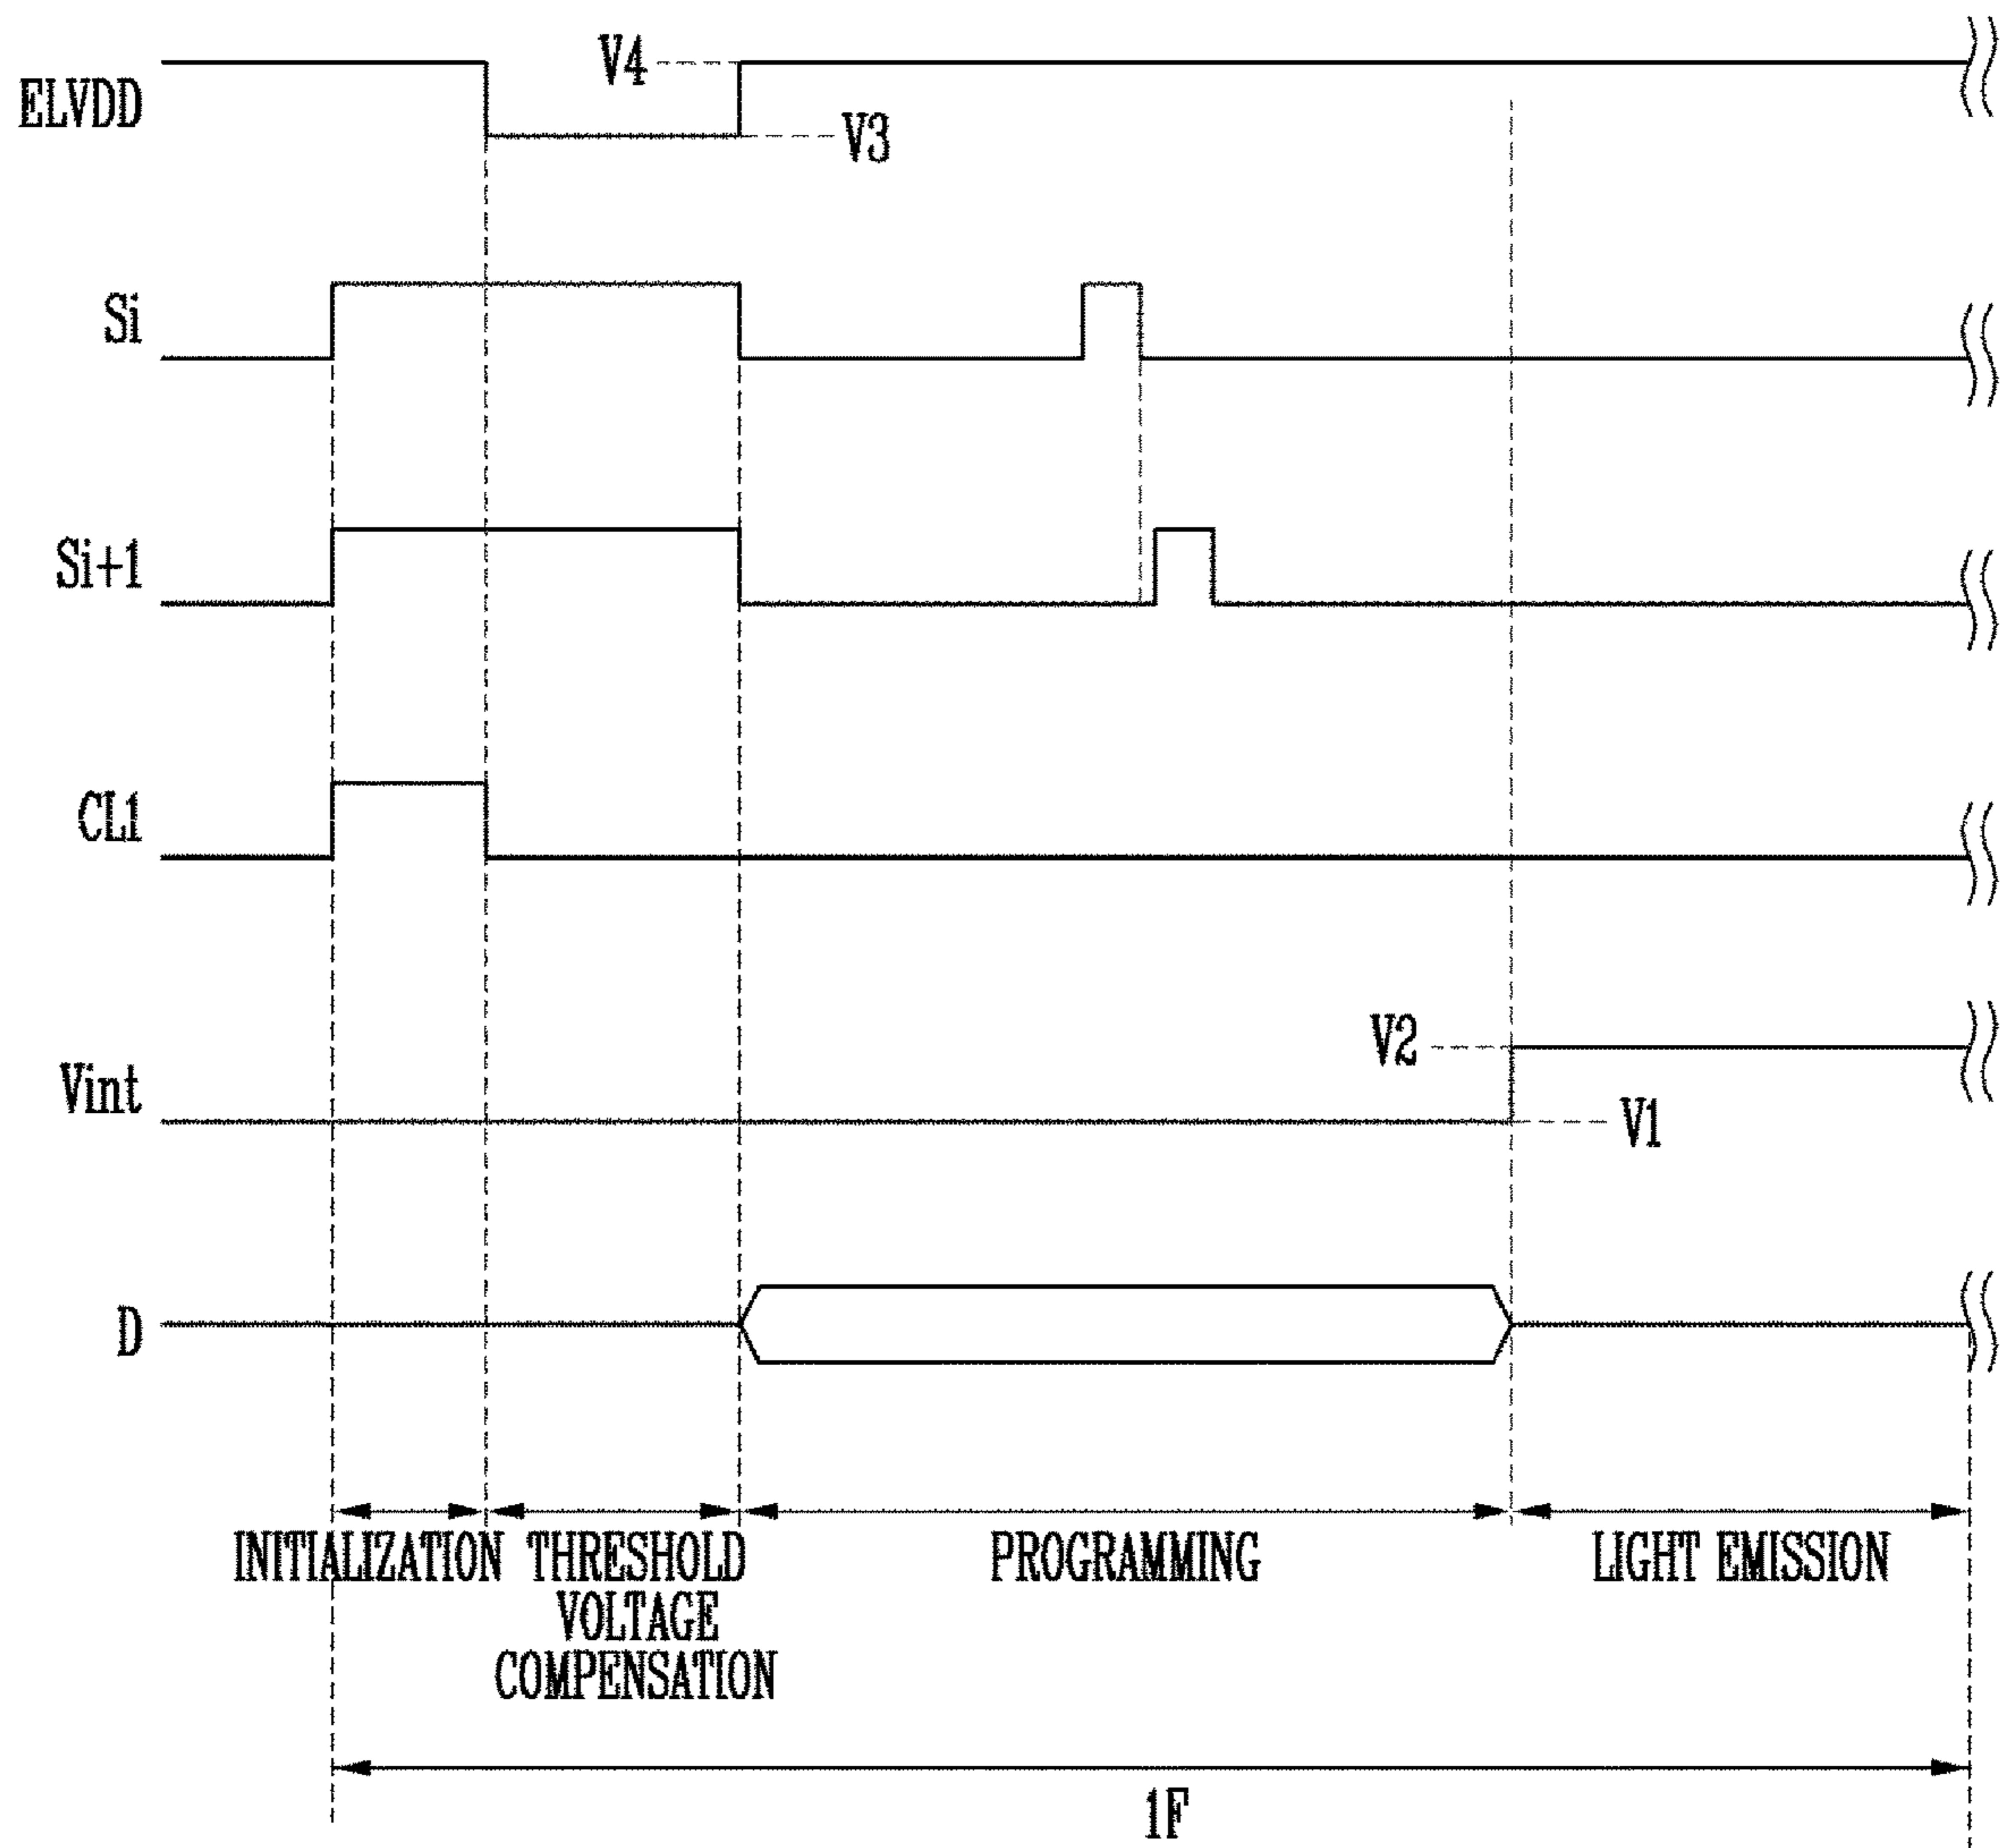 V4
ELVDD
V3
Si
Si+1
CL1
V2
Vint
V1
D
INITIALIZATION THRESHOLD VOLTAGE COMPENSATION PROGRAMMING LIGHT EMISSION
1F